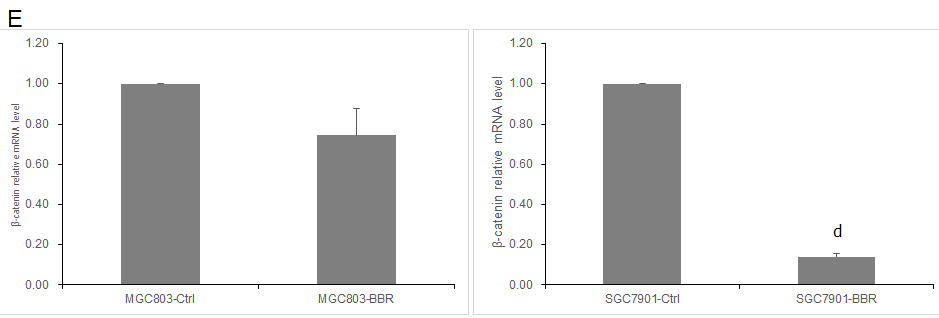 E
β-catenin relative mRNA level
1.20
1.00
0.80
0.60
0.40
0.20
0.00
MGC803-Ctrl
MGC803-BBR
β-catenin relative mRNA level
1.20
1.00
0.80
0.60
0.40
0.20
0.00
d
SGC7901-Ctrl
SGC7901-BBR